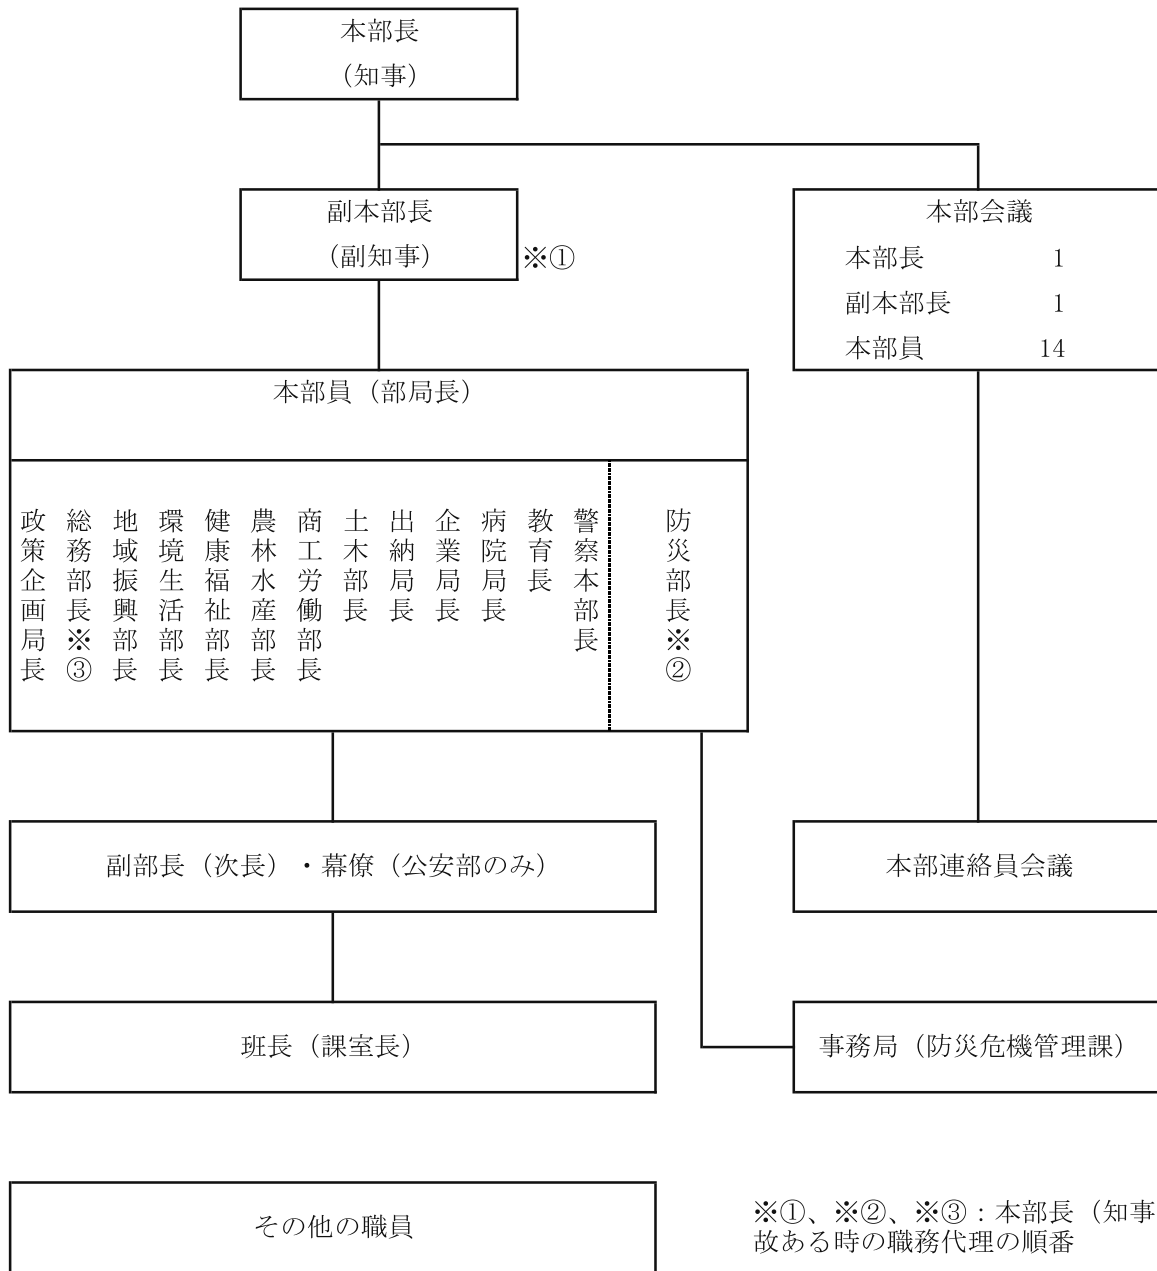 本部長
（知事）
副本部長
（副知事）
※①
本部会議
本部長 1
副本部長 1
本部員 14
本部員（部局長）
政策企画局長
総務部長※③
地域振興部長
環境生活部長
健康福祉部長
農林水産部長
商工労働部長
土木部長
出納局長
企業局長
病院局長
教育長
警察本部長
防災部長※②
副部長（次長）・幕僚（公安部のみ）
本部連絡員会議
班長（課室長）
事務局（防災危機管理課）
その他の職員
※①、※②、※③：本部長（知事
故ある時の職務代理の順番